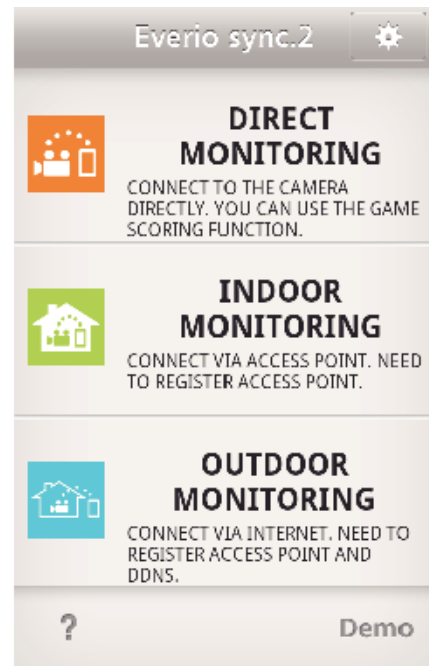 Everio sync.2
DIRECT
MONITORING
CONNECT TO THE CAMERA
DIRECTLY. YOU CAN USE THE GAME
SCORING FUNCTION.
INDOOR
MONITORING
CONNECT VIA ACCESS POINT. NEED
TO REGISTER ACCESS POINT.
OUTDOOR
MONITORING
CONNECT VIA INTERNET. NEED TO
REGISTER ACCESS POINT AND
DDNS.
? Demo